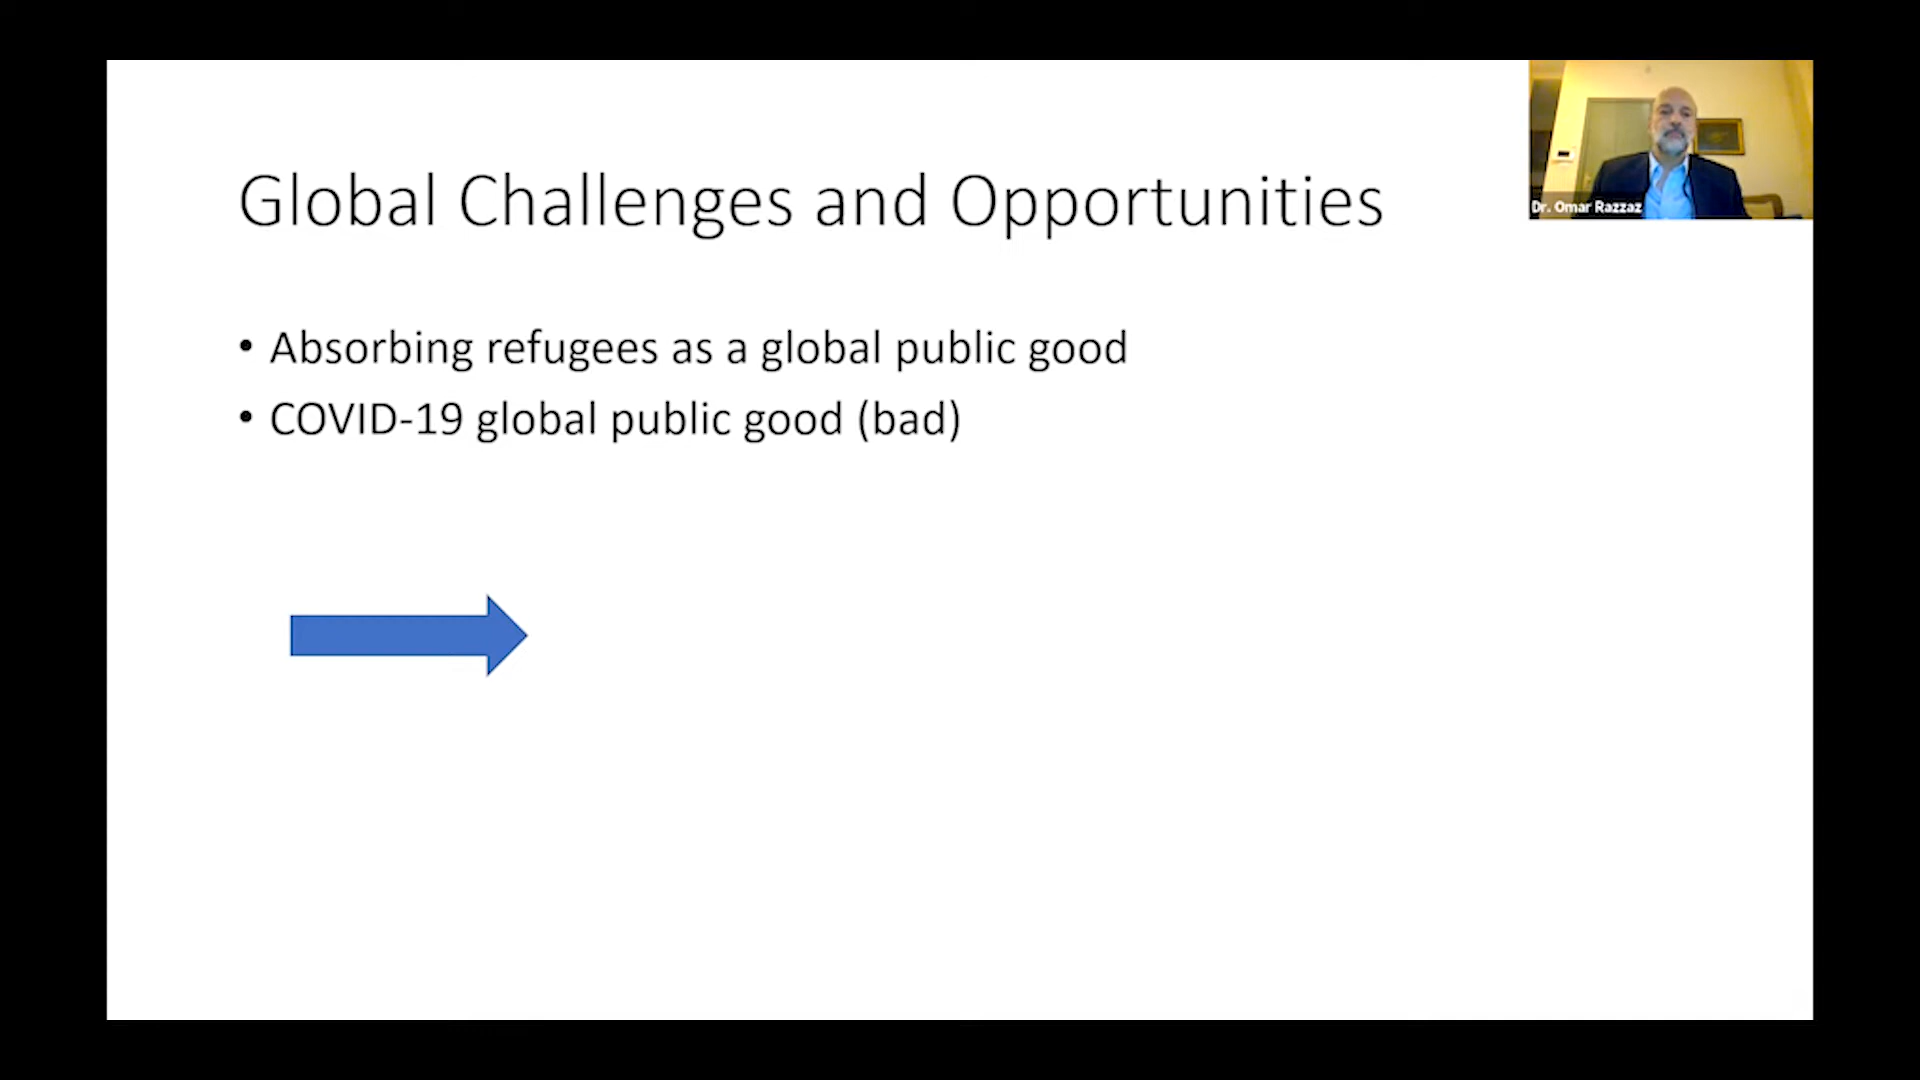 Global Challenges and Opportunities
• Absorbing refugees as a global public good
• COVID-19 global public good (bad)
Dr. Omar Razzaz